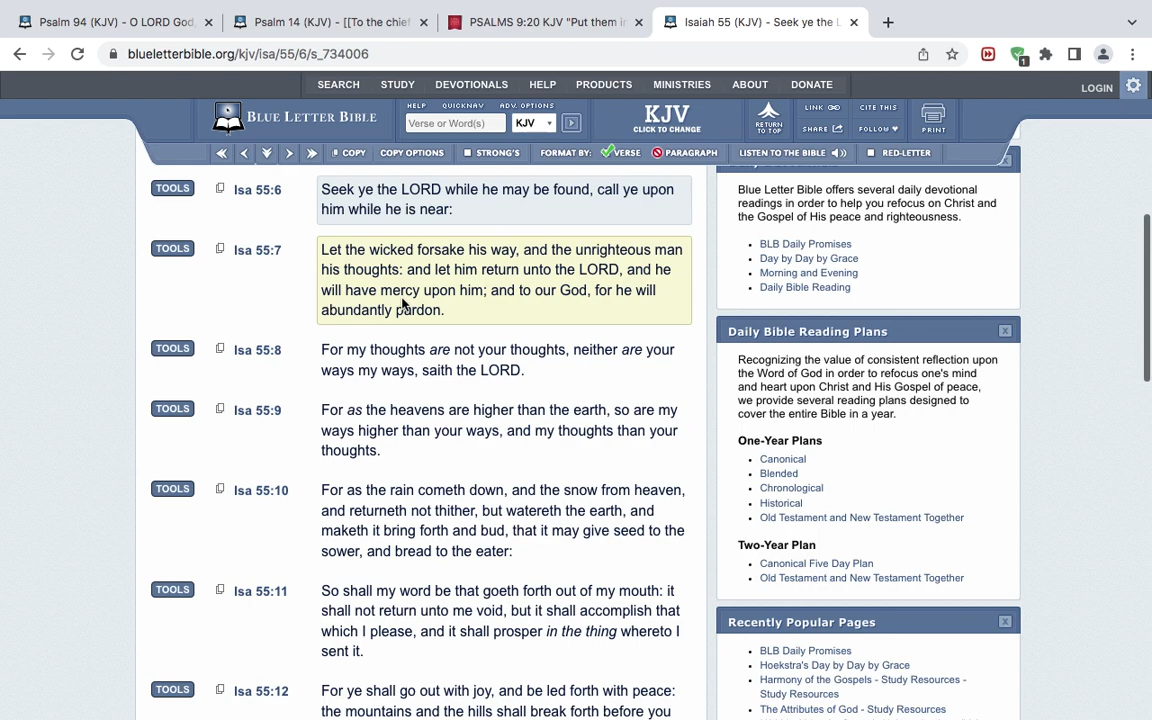 Psalm 94 (KJV) - O LORD God,
Psalm 14 (KJV) - [[To the chief
PSALMS 9:20 KJV "Put them in
Isaiah 55 (KJV) - Seek ye the L
blueletterbible.org/kjv/isa/55/6/s_734006
1
SEARCH STUDY DEVOTIONALS HELP PRODUCTS MINISTRIES ABOUT DONATE
LOGIN
BLUE LETTER BIBLE
HELP QUICKNAV ADV. OPTIONS
Verse or Word(s) KJV
KJV
CLICK TO CHANGE
RETURN
TO TOP
LINK CITE THIS
SHARE FOLLOW
PRINT
COPY COPY OPTIONS STRONG'S FORMAT BY: VERSE PARAGRAPH LISTEN TO THE BIBLE RED-LETTER
TOOLS Isa 55:6 Seek ye the LORD while he may be found, call ye upon
him while he is near:
TOOLS Isa 55:7 Let the wicked forsake his way, and the unrighteous man
his thoughts: and let him return unto the LORD, and he
will have mercy upon him; and to our God, for he will
abundantly pardon.
TOOLS Isa 55:8 For my thoughts are not your thoughts, neither are your
ways my ways, saith the LORD.
TOOLS Isa 55:9 For as the heavens are higher than the earth, so are my
ways higher than your ways, and my thoughts than your
thoughts.
TOOLS Isa 55:10 For as the rain cometh down, and the snow from heaven,
and returneth not thither, but watereth the earth, and
maketh it bring forth and bud, that it may give seed to the
sower, and bread to the eater:
TOOLS Isa 55:11 So shall my word be that goeth forth out of my mouth: it
shall not return unto me void, but it shall accomplish that
which I please, and it shall prosper in the thing whereto I
sent it.
TOOLS Isa 55:12 For ye shall go out with joy, and be led forth with peace:
the mountains and the hills shall break forth before you
Blue Letter Bible offers several daily devotional
readings in order to help you refocus on Christ and
the Gospel of His peace and righteousness.
BLB Daily Promises
Day by Day by Grace
Morning and Evening
Daily Bible Reading
Daily Bible Reading Plans
Recognizing the value of consistent reflection upon
the Word of God in order to refocus one's mind
and heart upon Christ and His Gospel of peace,
we provide several reading plans designed to
cover the entire Bible in a year.
One-Year Plans
Canonical
Blended
Chronological
Historical
Old Testament and New Testament Together
Two-Year Plan
Canonical Five Day Plan
Old Testament and New Testament Together
Recently Popular Pages
BLB Daily Promises
Hoekstra's Day by Day by Grace
Harmony of the Gospels - Study Resources -
Study Resources
The Attributes of God - Study Resources